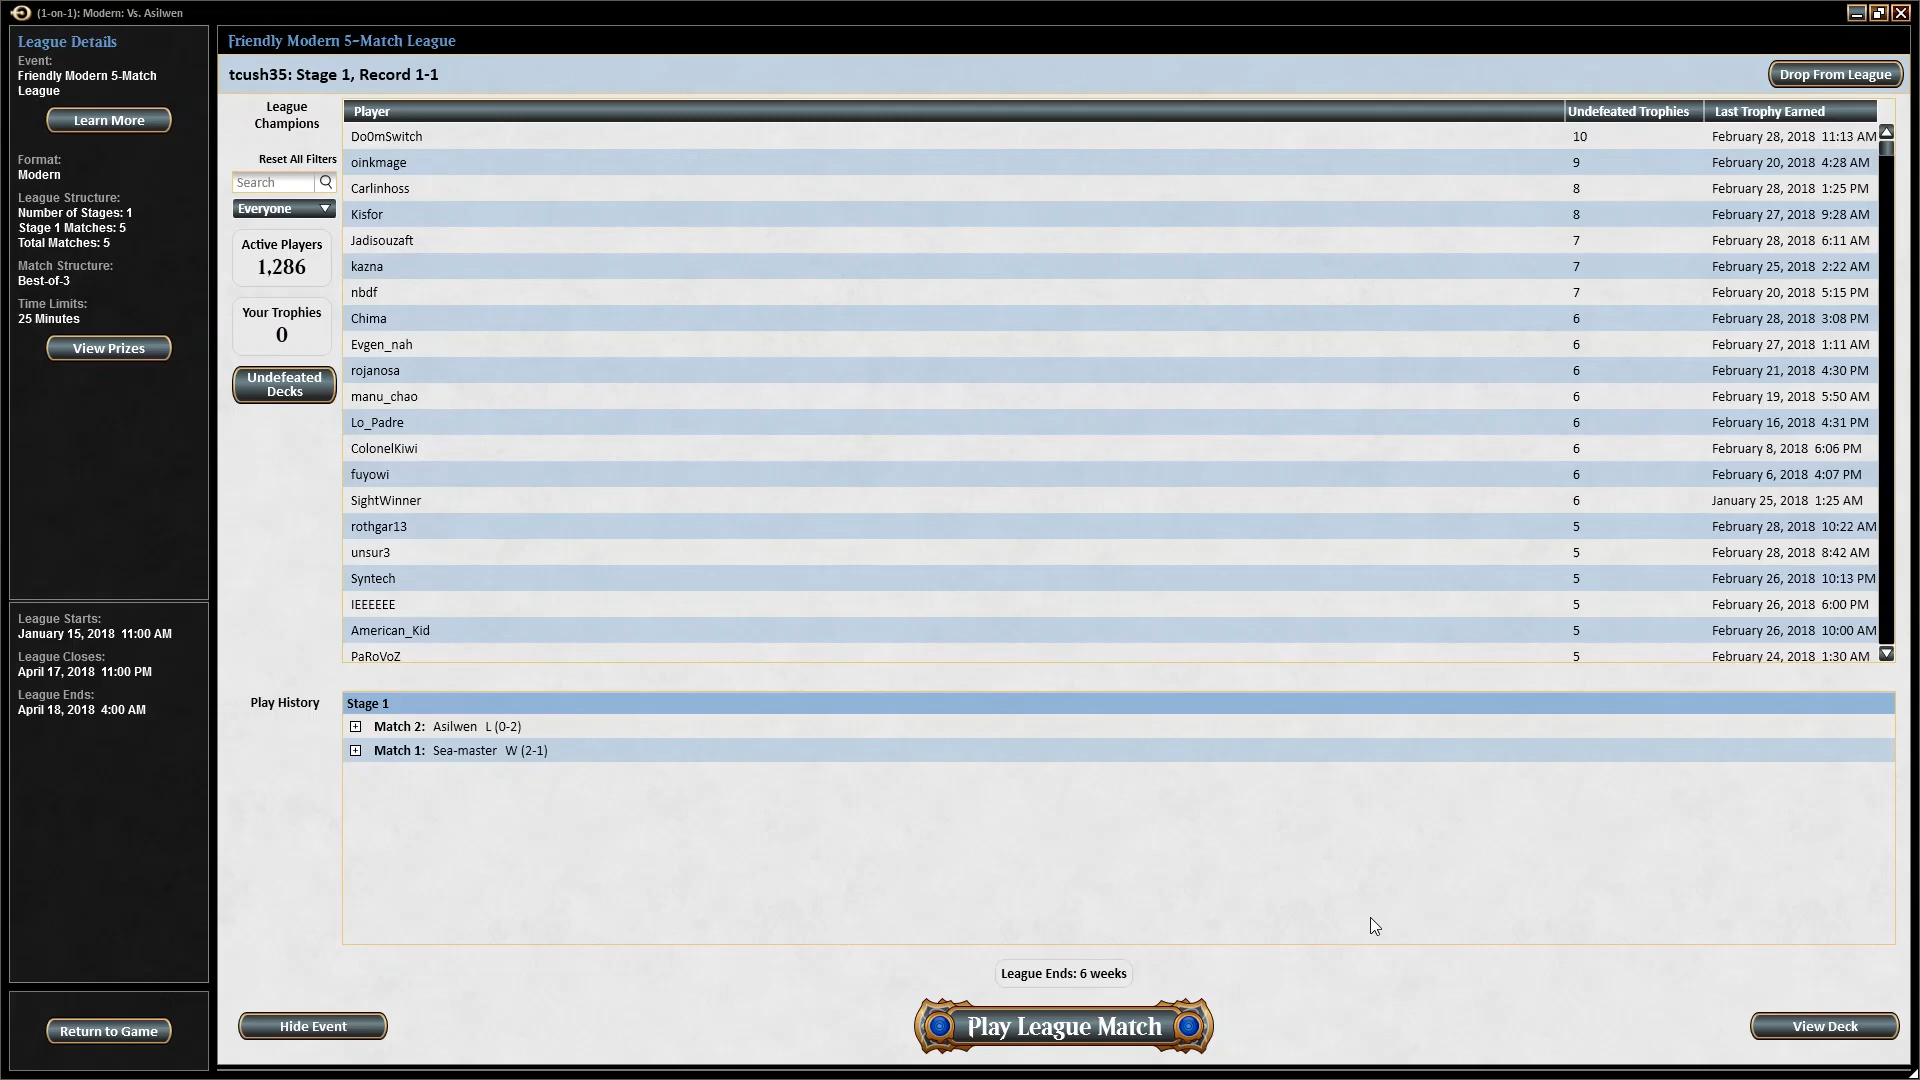 (1-on-1): Modern: Vs. Asilwen
League Details
Event:
Friendly Modern 5-Match
League
Learn More
Format:
Modern
League Structure:
Number of Stages: 1
Stage 1 Matches: 5
Total Matches: 5
Match Structure:
Best-of-3
Time Limits:
25 Minutes
View Prizes
League Starts:
January 15, 2018 11:00 AM
League Closes:
April 17, 2018 11:00 PM
League Ends:
April 18, 2018 4:00 AM
Return to Game
Friendly Modern 5-Match League
tcush35: Stage 1, Record 1-1
Drop From League
League
Champions
Reset All Filters
Search
Everyone
Active Players
1,286
Your Trophies
0
Undefeated
Decks
Player Undefeated Trophies Last Trophy Earned
Do0mSwitch 10 February 28, 2018 11:13 AM
oinkmage 9 February 20, 2018 4:28 AM
Carlinhoss 8 February 28, 2018 1:25 PM
Kisfor 8 February 27, 2018 9:28 AM
Jadisouzaft 7 February 28, 2018 6:11 AM
kazna 7 February 25, 2018 2:22 AM
nbdf 7 February 20, 2018 5:15 PM
Chima 6 February 28, 2018 3:08 PM
Evgen_nah 6 February 27, 2018 1:11 AM
rojanosa 6 February 21, 2018 4:30 PM
manu_chao 6 February 19, 2018 5:50 AM
Lo_Padre 6 February 16, 2018 4:31 PM
ColonelKiwi 6 February 8, 2018 6:06 PM
fuyowi 6 February 6, 2018 4:07 PM
SightWinner 6 January 25, 2018 1:25 AM
rothgar13 5 February 28, 2018 10:22 AM
unsur3 5 February 28, 2018 8:42 AM
Syntech 5 February 26, 2018 10:13 PM
IEEEEEE 5 February 26, 2018 6:00 PM
American_Kid 5 February 26, 2018 10:00 AM
PaRoVoZ 5 February 24, 2018 1:30 AM
Play History
Stage 1
Match 2: Asilwen L (0-2)
Match 1: Sea-master W (2-1)
League Ends: 6 weeks
Hide Event
Play League Match
View Deck